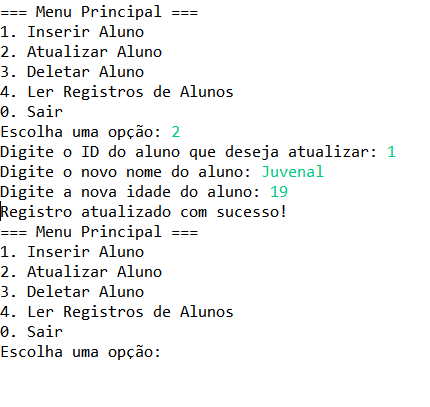 === Menu Principal ===
1. Inserir Aluno
2. Atualizar Aluno
3. Deletar Aluno
4. Ler Registros de Alunos
0. Sair
Escolha uma opção: 2
Digite o ID do aluno que deseja atualizar: 1
Digite o novo nome do aluno: Juvenal
Digite a nova idade do aluno: 19
Registro atualizado com sucesso!
=== Menu Principal ===
1. Inserir Aluno
2. Atualizar Aluno
3. Deletar Aluno
4. Ler Registros de Alunos
0. Sair
Escolha uma opção: